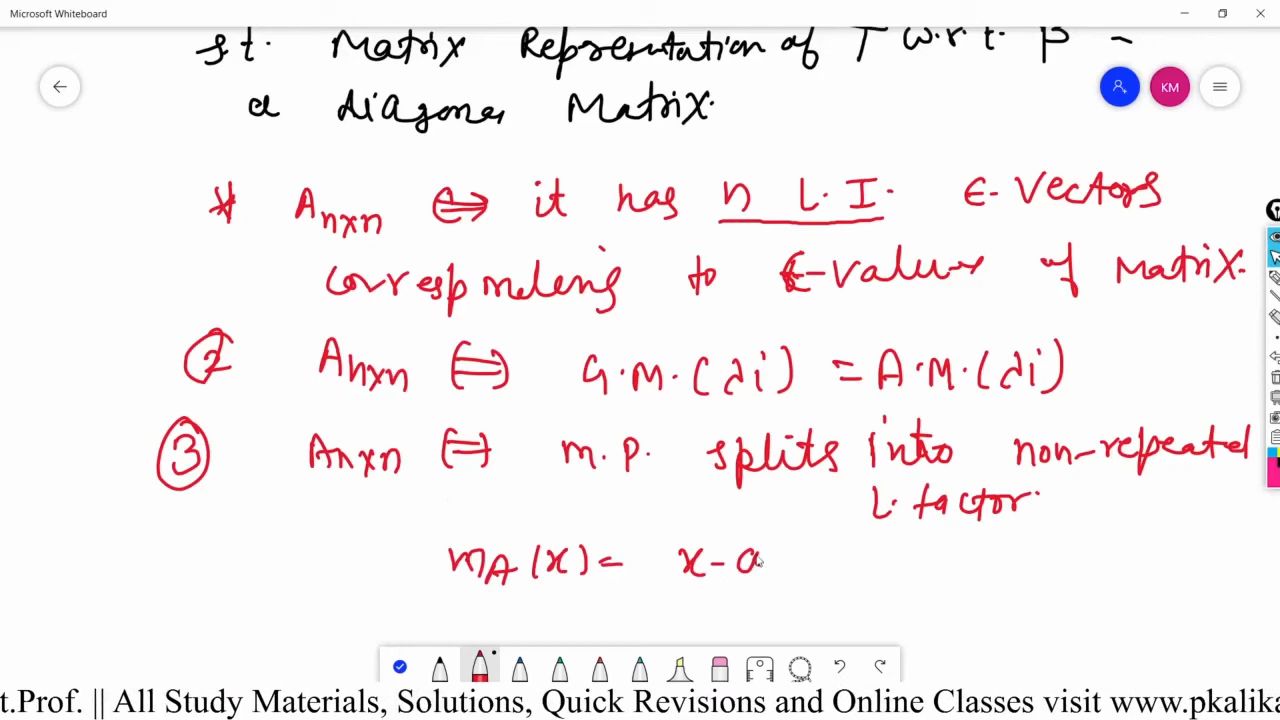 Microsoft Whiteboard
st. Matrix Representation of T w.r.t. β =
a diagonal Matrix.
KM
* Anxn ⇔ it has n L.I. E-Vectors
corresponding to E-values of Matrix.
② Anxn ⇔ G.M.(λi) = A.M.(λi)
③ Anxn ⇔ m.p. splits into non-repeated
L. factor.
mA(x) = x-a
t.Prof. || All Study Materials, Solutions, Quick Revisions and Online Classes visit www.pkalika